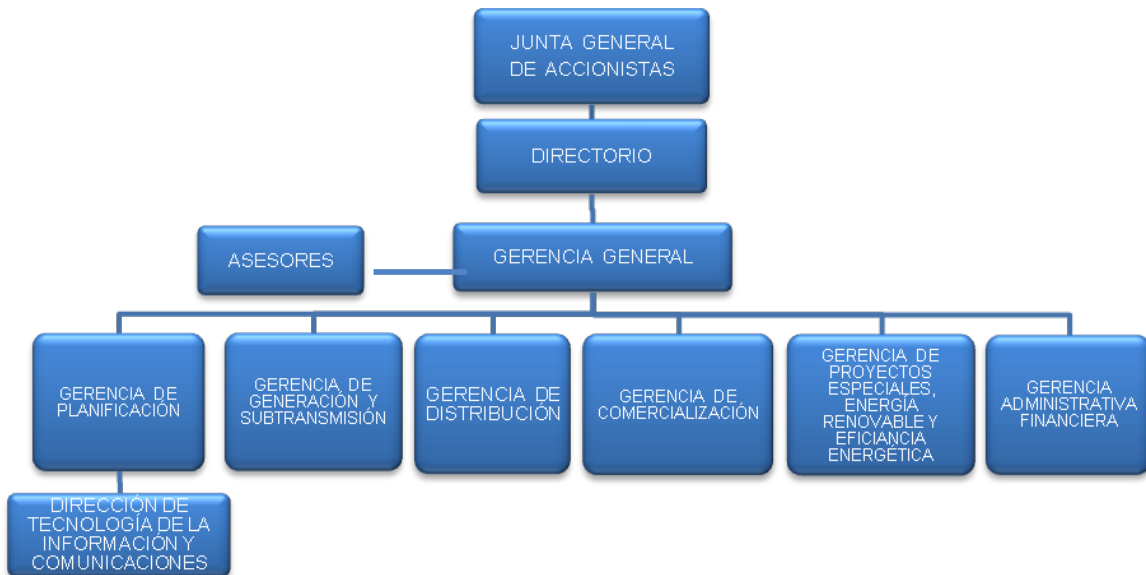 JUNTA GENERAL
DE ACCIONISTAS
DIRECTORIO
ASESORES
GERENCIA GENERAL
GERENCIA DE
PLANIFICACIÓN
GERENCIA DE
GENERACIÓN Y
SUBTRANSMISIÓN
GERENCIA DE
DISTRIBUCIÓN
GERENCIA DE
COMERCIALIZACIÓN
GERENCIA DE
PROYECTOS
ESPECIALES,
ENERGÍA
RENOVABLE Y
EFICIANCIA
ENERGÉTICA
GERENCIA
ADMINISTRATIVA
FINANCIERA
DIRECCIÓN DE
TECNOLOGÍA DE LA
INFORMACIÓN Y
COMUNICACIONES